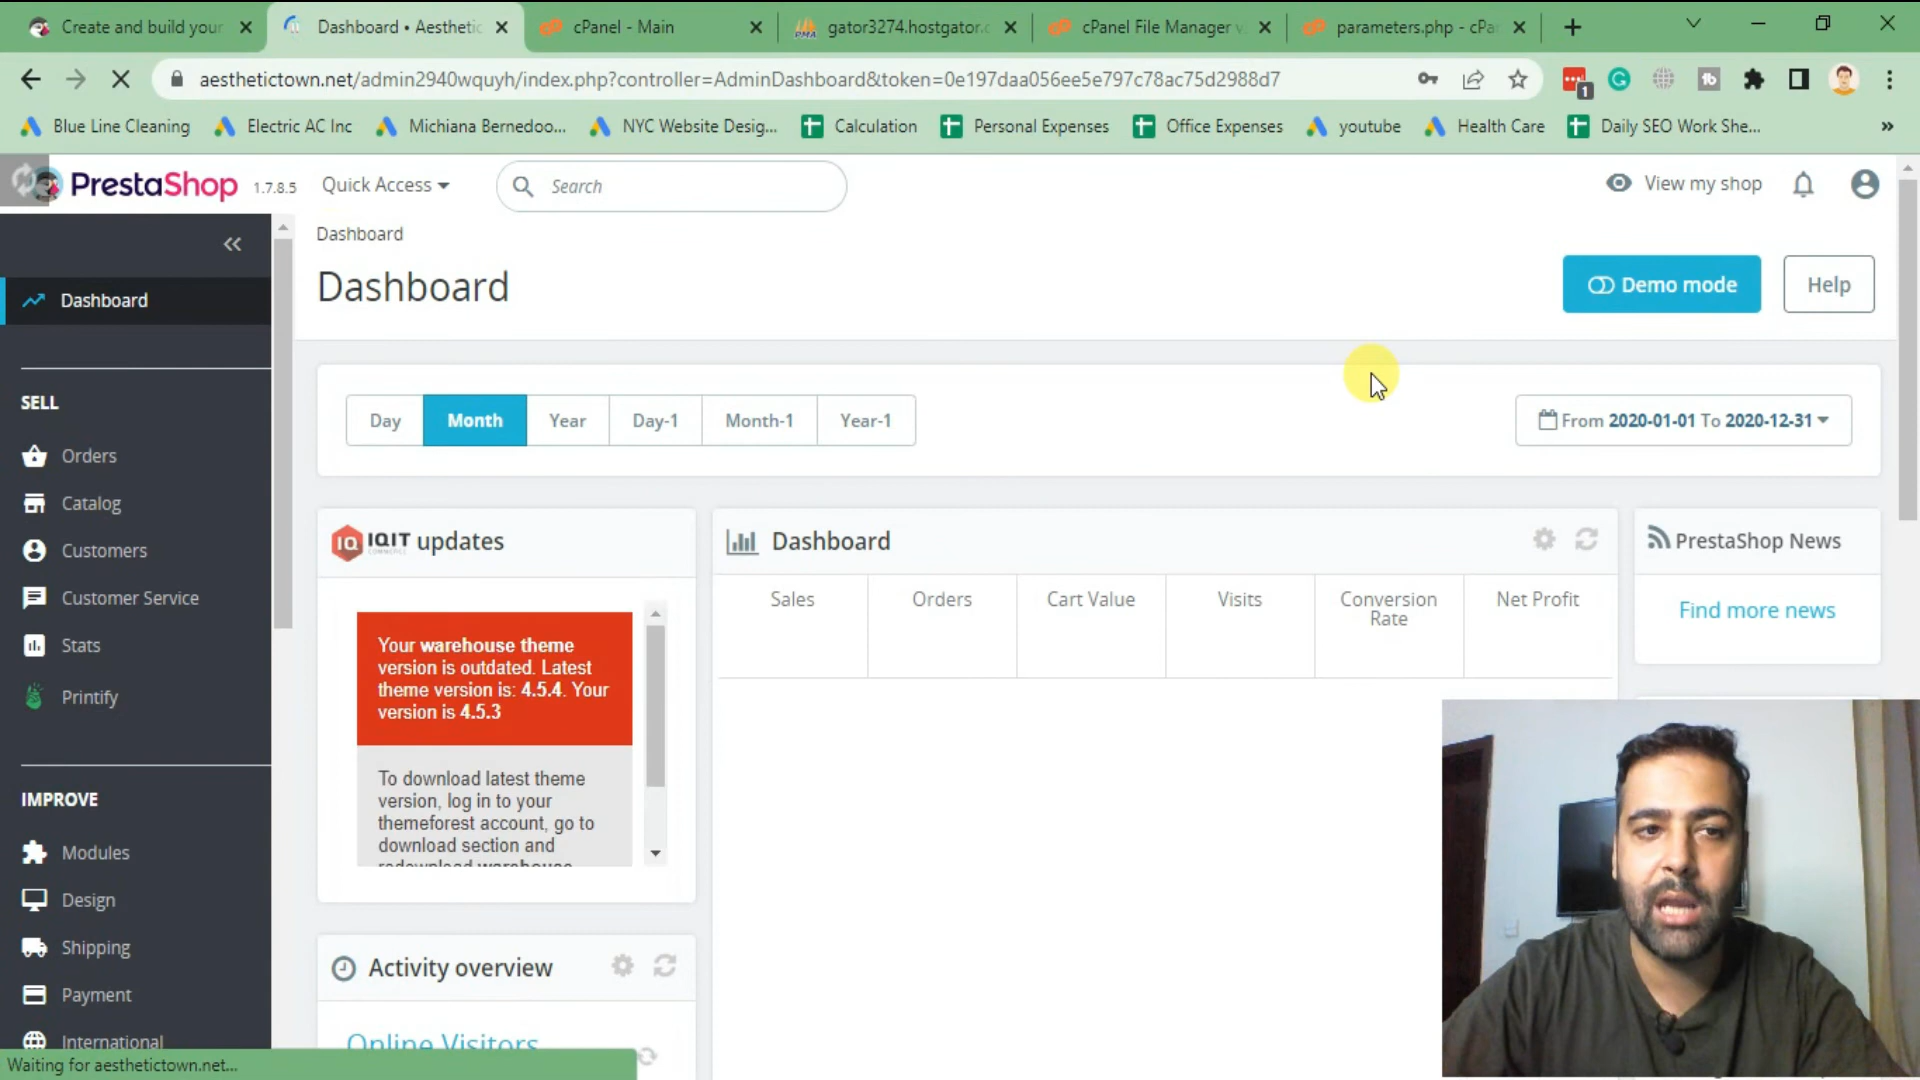 Create and build your
Dashboard • Aesthetic
cPanel - Main
gator3274.hostgator.c
cPanel File Manager v
parameters.php - cPa
aesthetictown.net/admin2940wquyh/index.php?controller=AdminDashboard&token=0e197daa056ee5e797c78ac75d2988d7
1
Blue Line Cleaning
Electric AC Inc
Michiana Bernedoo...
NYC Website Desig...
Calculation
Personal Expenses
Office Expenses
youtube
Health Care
Daily SEO Work She...
PrestaShop 1.7.8.5
Quick Access
Search
View my shop
Dashboard
Dashboard
Demo mode
Help
Dashboard
SELL
Orders
Catalog
Customers
Customer Service
Stats
Printify
IMPROVE
Modules
Design
Shipping
Payment
International
Day
Month
Year
Day-1
Month-1
Year-1
From 2020-01-01 To 2020-12-31
IQ IQIT COMMERCE updates
Your warehouse theme
version is outdated. Latest
theme version is: 4.5.4. Your
version is 4.5.3
To download latest theme
version, log in to your
themeforest account, go to
download section and
redownload warehouse
Activity overview
Online Visitors
Dashboard
Sales
Orders
Cart Value
Visits
Conversion
Rate
Net Profit
PrestaShop News
Find more news
Waiting for aesthetictown.net...